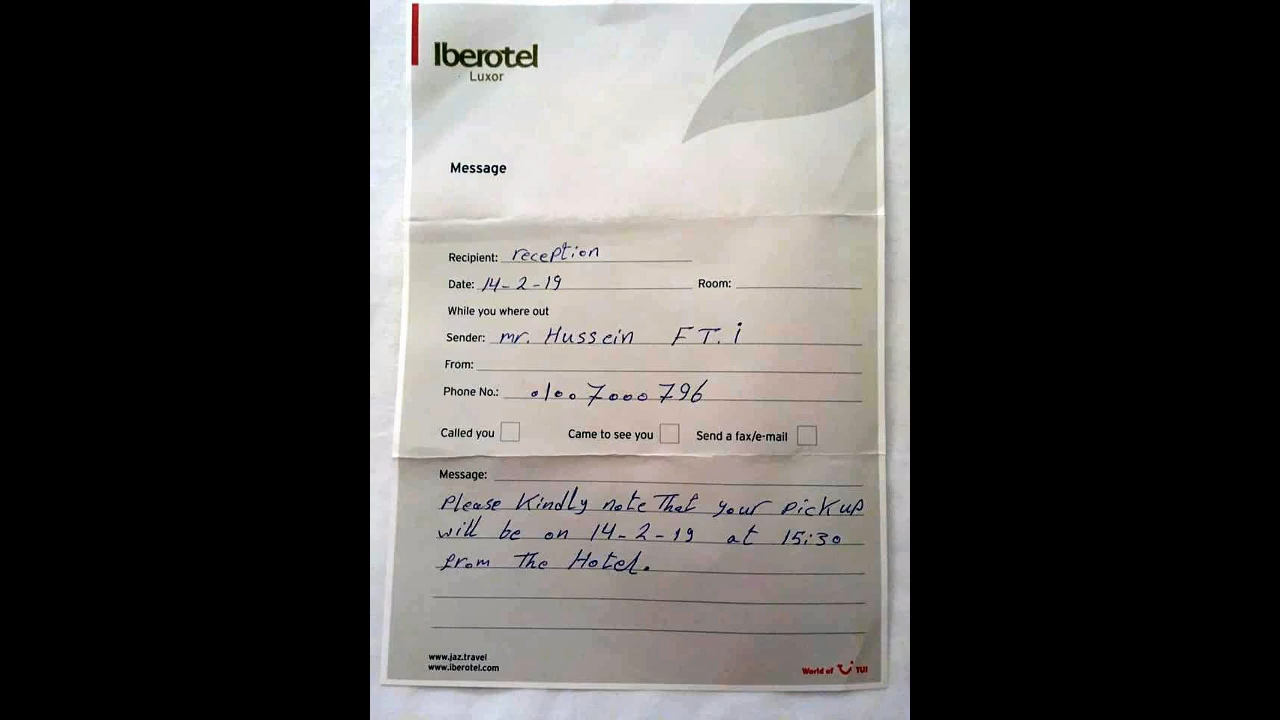 Iberotel
Luxor
Message
Recipient: reception
Date: 14-2-19 Room:
While you where out
Sender: mr. Hussein FT.i
From:
Phone No.: 01007000796
Called you Came to see you Send a fax/e-mail
Message:
Please Kindly note That your pickup
will be on 14-2-19 at 15:30
from The Hotel.
www.jaz.travel
www.iberotel.com
World of TUI